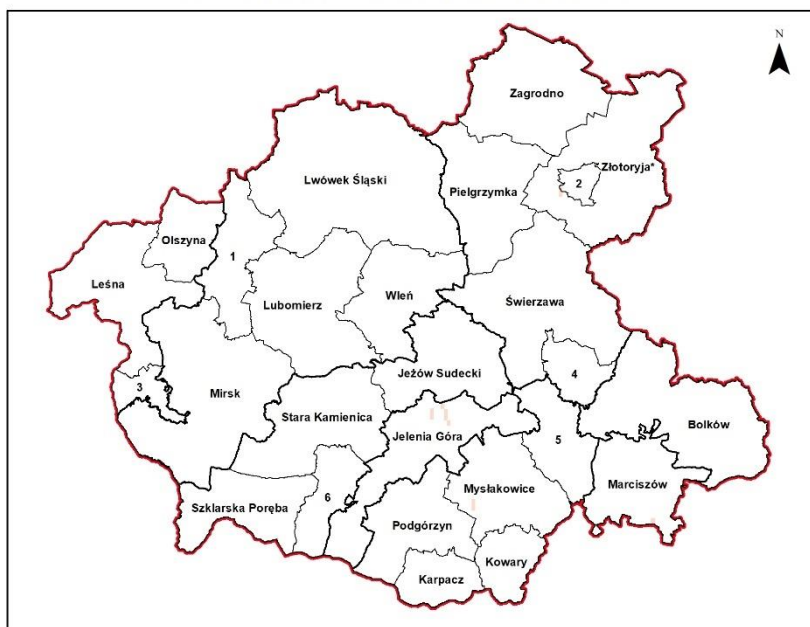 N
Zagrodno
Złotoryja*
2
Pielgrzymka
Lwówek Śląski
Olszyna
1
Leśna
Lubomierz
Wleń
Świerzawa
3
Mirsk
Jeżów Sudecki
4
Stara Kamienica
Jelenia Góra
5
Bolków
Mysłakowice
Marciszów
6
Szklarska Poręba
Podgórzyn
Kowary
Karpacz